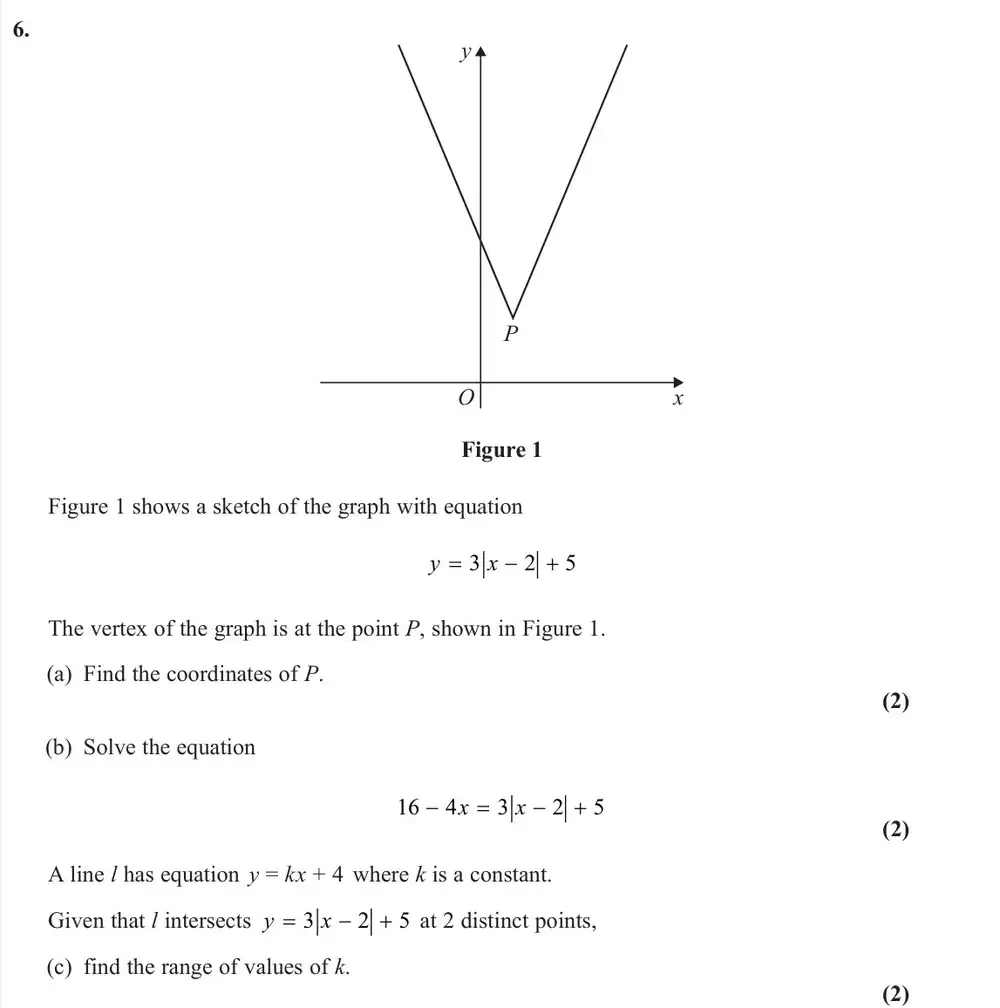 6.
y
P
O
x
Figure 1
Figure 1 shows a sketch of the graph with equation
y = 3|x − 2| + 5
The vertex of the graph is at the point P, shown in Figure 1.
(a) Find the coordinates of P.
(2)
(b) Solve the equation
16 − 4x = 3|x − 2| + 5
(2)
A line l has equation y = kx + 4 where k is a constant.
Given that l intersects y = 3|x − 2| + 5 at 2 distinct points,
(c) find the range of values of k.
(2)